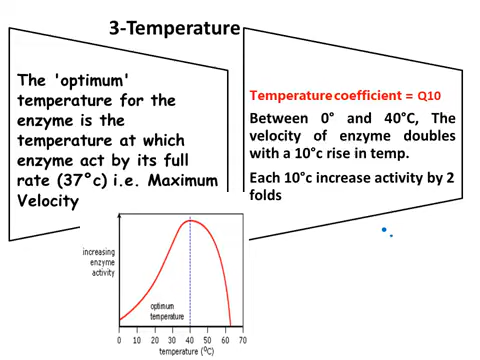 3-Temperature
The 'optimum'
temperature for the
enzyme is the
temperature at which
enzyme act by its full
rate (37°c) i.e. Maximum
Velocity
Temperature coefficient = Q10
Between 0° and 40°C, The
velocity of enzyme doubles
with a 10°c rise in temp.
Each 10°c increase activity by 2
folds
increasing
enzyme
activity
optimum
temperature
0 10 20 30 40 50 60 70
temperature (⁰C)